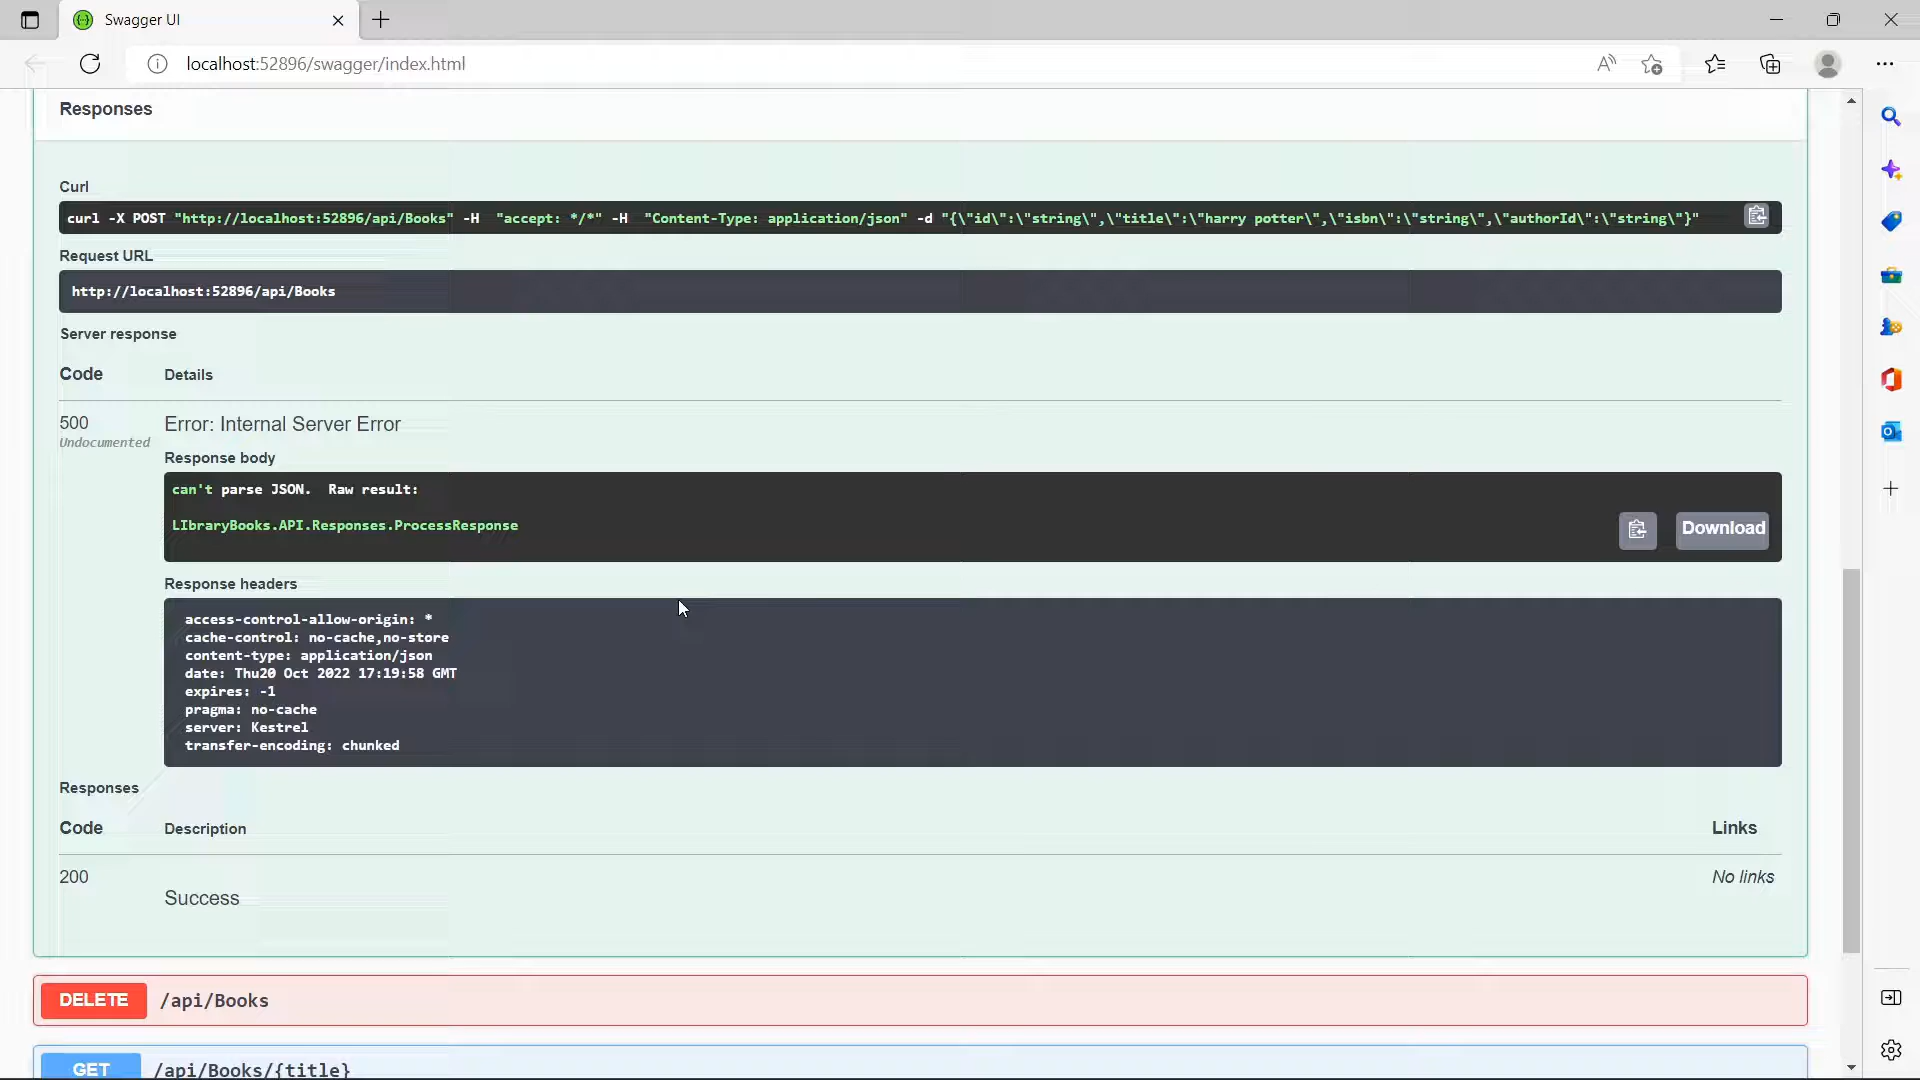 Swagger UI
localhost:52896/swagger/index.html
Responses
Curl
curl -X POST "http://localhost:52896/api/Books" -H  "accept: */*" -H  "Content-Type: application/json" -d "{\"id\":\"string\",\"title\":\"harry potter\",\"isbn\":\"string\",\"authorId\":\"string\"}"
Request URL
http://localhost:52896/api/Books
Server response
Code Details
500 Error: Internal Server Error
Undocumented
Response body
can't parse JSON.  Raw result:
LIbraryBooks.API.Responses.ProcessResponse
Download
Response headers
access-control-allow-origin: *
cache-control: no-cache,no-store
content-type: application/json
date: Thu20 Oct 2022 17:19:58 GMT
expires: -1
pragma: no-cache
server: Kestrel
transfer-encoding: chunked
Responses
Code Description Links
200 No links
Success
DELETE /api/Books
GET /api/Books/{title}